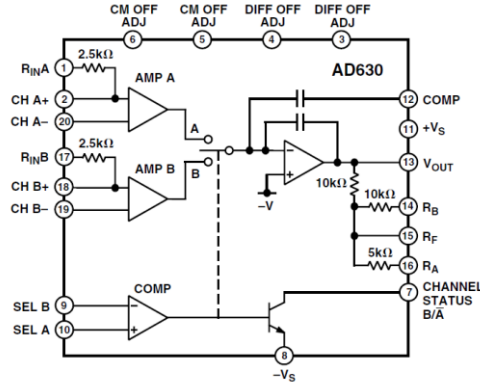 CM OFF ADJ
CM OFF ADJ
DIFF OFF ADJ
DIFF OFF ADJ
6
5
4
3
AD630
RINA 1 2.5kΩ
CH A+ 2
CH A– 20
AMP A
RINB 17 2.5kΩ
CH B+ 18
CH B– 19
AMP B
A
B
–V
–
+
12 COMP
11 +VS
13 VOUT
10kΩ
10kΩ
14 RB
15 RF
5kΩ
16 RA
7 CHANNEL STATUS B/A̅
SEL B 9
SEL A 10
COMP
–
+
8
–VS